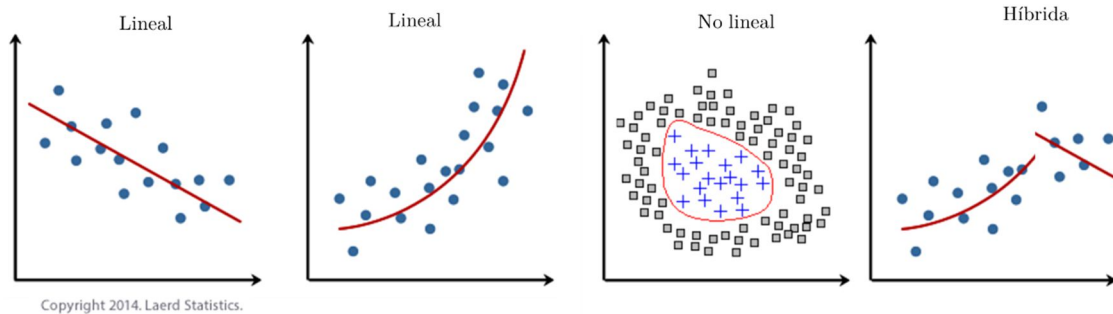 Lineal
Lineal
No lineal
Híbrida
Copyright 2014. Laerd Statistics.